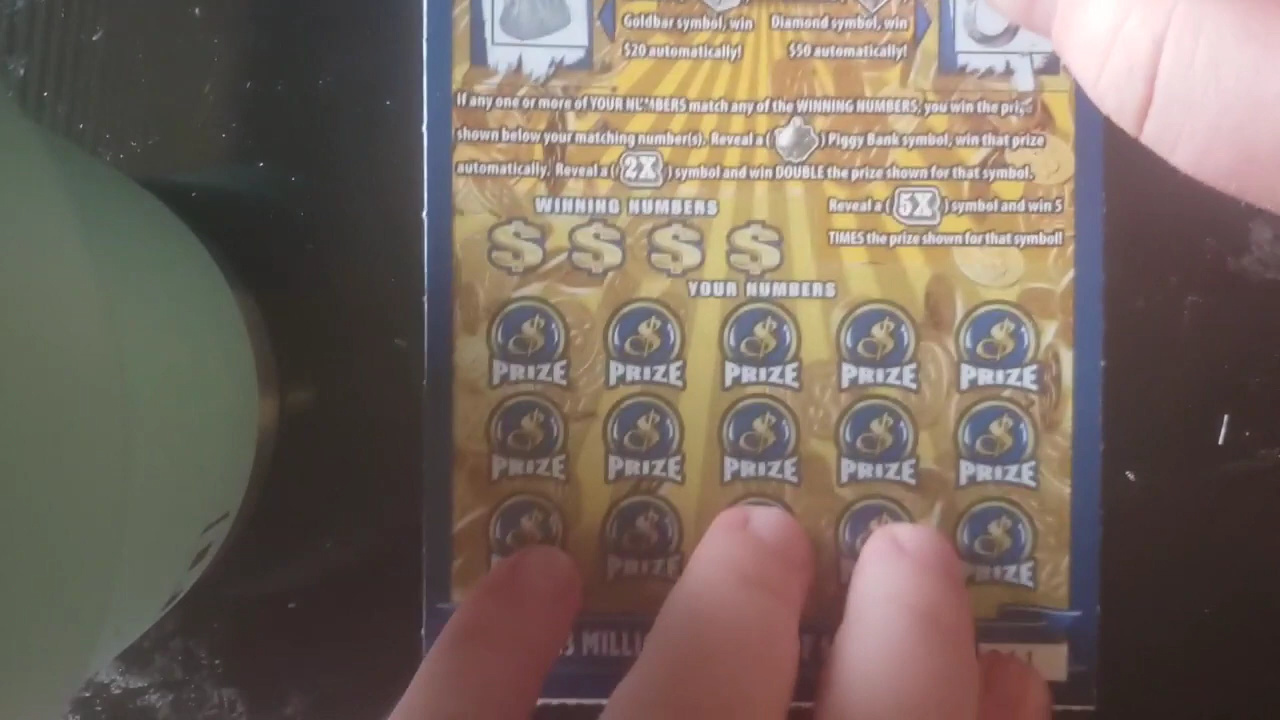 Goldbar symbol, win Diamond symbol, win
$20 automatically! $50 automatically!
If any one or more of YOUR NUMBERS match any of the WINNING NUMBERS, you win the prize
shown below your matching number(s). Reveal a ( ) Piggy Bank symbol, win that prize
automatically. Reveal a (2X) symbol and win DOUBLE the prize shown for that symbol.
WINNING NUMBERS
Reveal a (5X) symbol and win 5
TIMES the prize shown for that symbol!
$ $ $ $
YOUR NUMBERS
$ $ $ $ $
PRIZE PRIZE PRIZE PRIZE PRIZE
$ $ $ $ $
PRIZE PRIZE PRIZE PRIZE PRIZE
$ $ $ $
PRIZE PRIZE